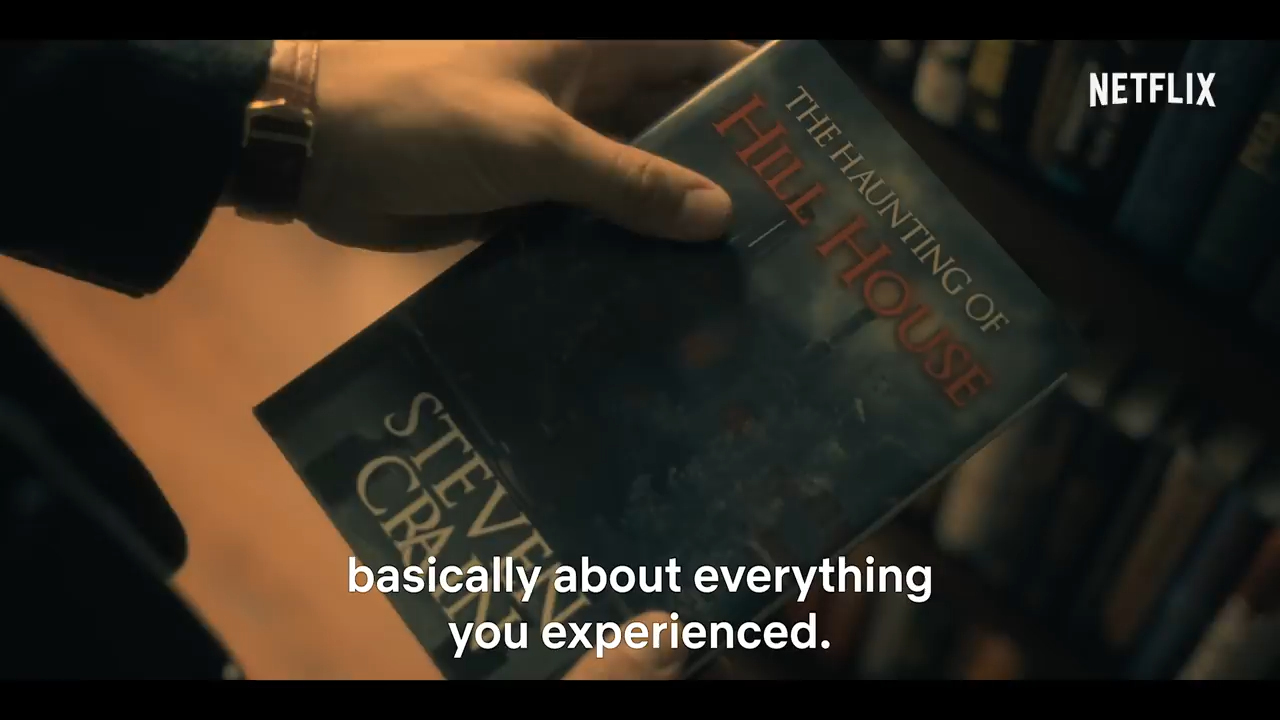 NETFLIX
THE HAUNTING OF
HILL HOUSE
STEVEN
CRAIN
basically about everything
you experienced.